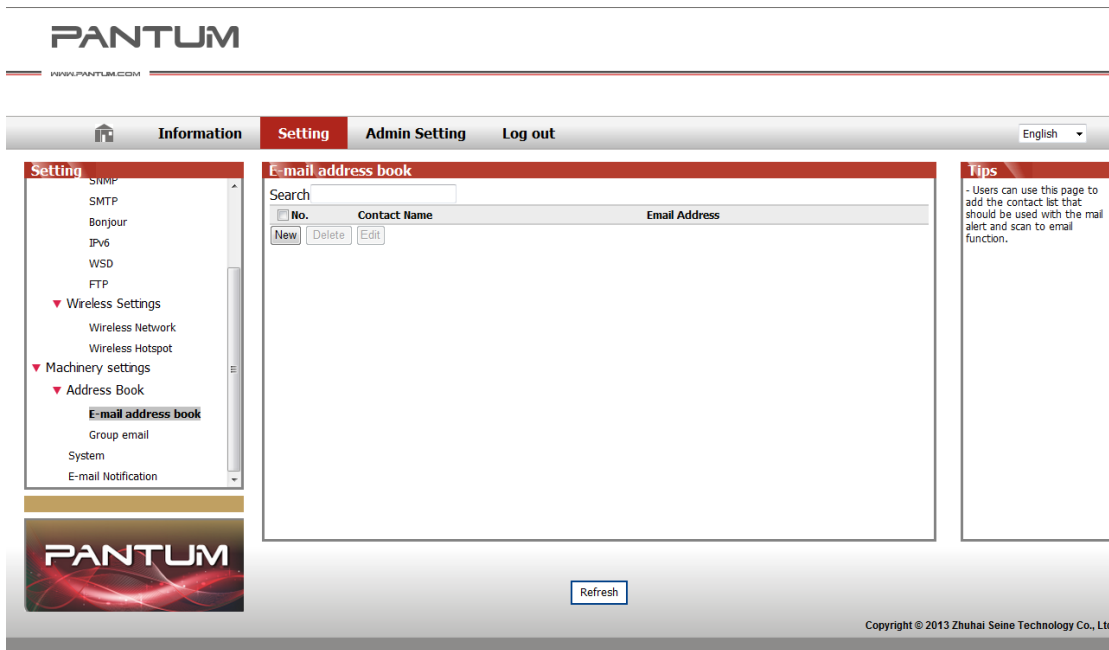 PANTUM
WWW.PANTUM.COM
Information Setting Admin Setting Log out English
Setting
SNMP
SMTP
Bonjour
IPv6
WSD
FTP
Wireless Settings
Wireless Network
Wireless Hotspot
Machinery settings
Address Book
E-mail address book
Group email
System
E-mail Notification
PANTUM
E-mail address book
Search
No. Contact Name Email Address
New Delete Edit
Tips
- Users can use this page to
add the contact list that
should be used with the mail
alert and scan to email
function.
Refresh
Copyright © 2013 Zhuhai Seine Technology Co., Ltd